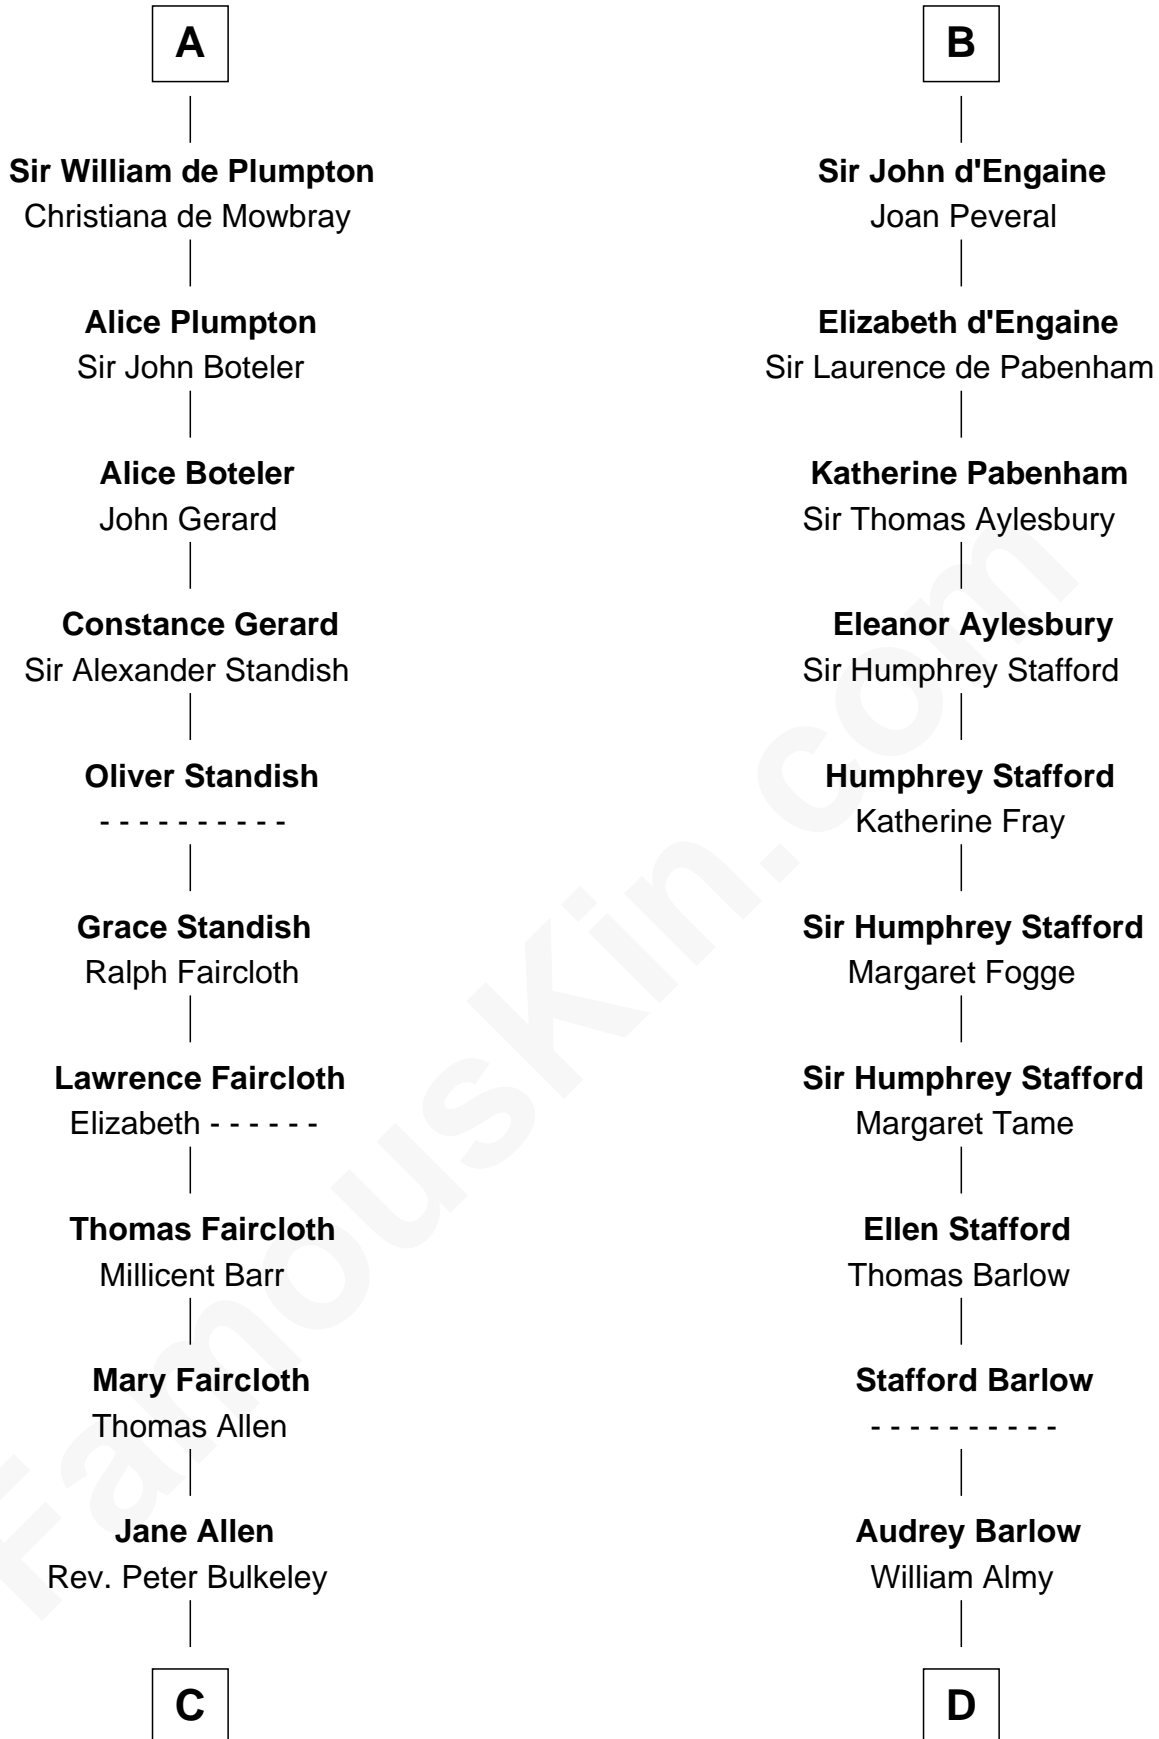 A
Sir William de Plumpton
Christiana de Mowbray
Alice Plumpton
Sir John Boteler
Alice Boteler
John Gerard
Constance Gerard
Sir Alexander Standish
Oliver Standish
- - - - - - - - - -
Grace Standish
Ralph Faircloth
Lawrence Faircloth
Elizabeth - - - - - -
Thomas Faircloth
Millicent Barr
Mary Faircloth
Thomas Allen
Jane Allen
Rev. Peter Bulkeley
C
B
Sir John d'Engaine
Joan Peveral
Elizabeth d'Engaine
Sir Laurence de Pabenham
Katherine Pabenham
Sir Thomas Aylesbury
Eleanor Aylesbury
Sir Humphrey Stafford
Humphrey Stafford
Katherine Fray
Sir Humphrey Stafford
Margaret Fogge
Sir Humphrey Stafford
Margaret Tame
Ellen Stafford
Thomas Barlow
Stafford Barlow
- - - - - - - - - -
Audrey Barlow
William Almy
D
FamousKin.com